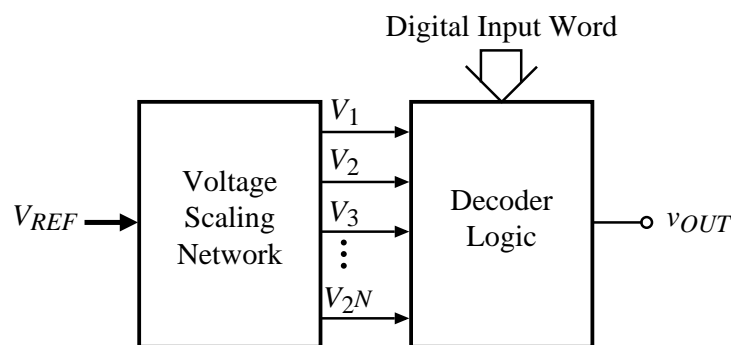 Digital Input Word
V1
V2
V3
V2N
VREF
Voltage
Scaling
Network
Decoder
Logic
vOUT